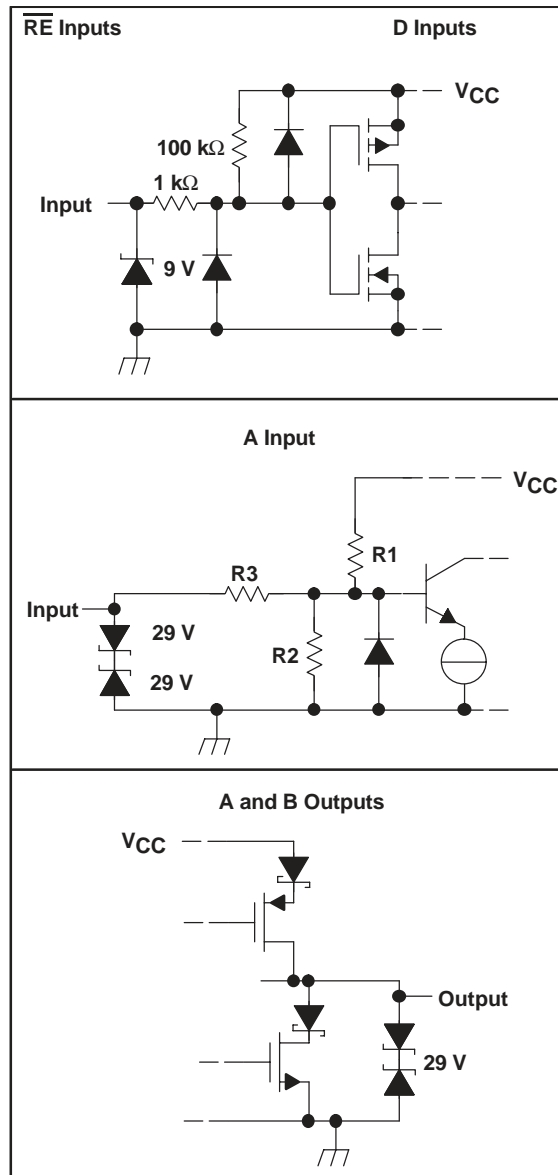 R̅E̅ Inputs
D Inputs
VCC
100 kΩ
1 kΩ
Input
9 V
A Input
VCC
R1
R3
Input
29 V
R2
29 V
A and B Outputs
VCC
Output
29 V